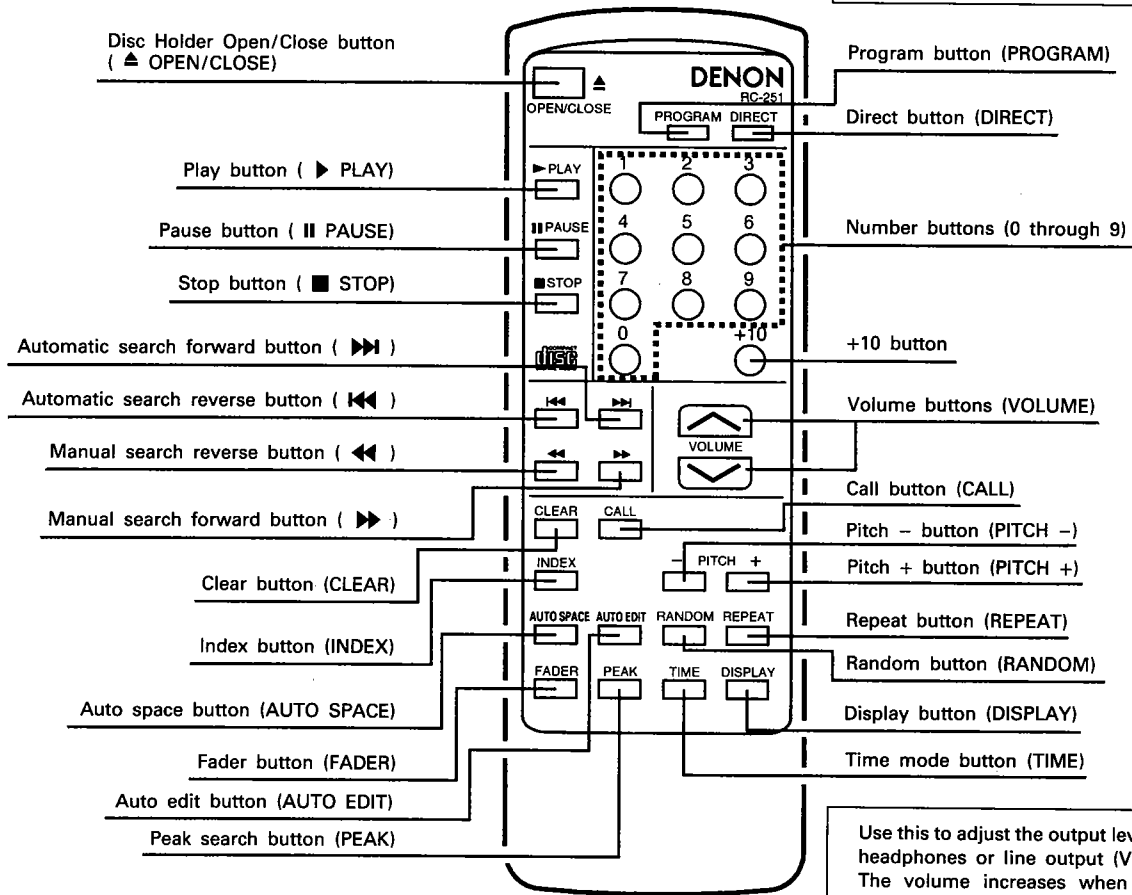 Disc Holder Open/Close button
( ⏏ OPEN/CLOSE)
Play button ( ▶ PLAY)
Pause button ( ⏸ PAUSE)
Stop button ( ■ STOP)
Automatic search forward button ( ⏭ )
Automatic search reverse button ( ⏮ )
Manual search reverse button ( ◀◀ )
Manual search forward button ( ▶▶ )
Clear button (CLEAR)
Index button (INDEX)
Auto space button (AUTO SPACE)
Fader button (FADER)
Auto edit button (AUTO EDIT)
Peak search button (PEAK)
⏏
DENON
RC-251
OPEN/CLOSE
PROGRAM DIRECT
▶ PLAY
1 2 3
⏸ PAUSE
4 5 6
■ STOP
7 8 9
0 +10
COMPACT
disc
⏮ ⏭
VOLUME
◀◀ ▶▶
CLEAR CALL
INDEX
− PITCH +
AUTO SPACE AUTO EDIT RANDOM REPEAT
FADER PEAK TIME DISPLAY
Program button (PROGRAM)
Direct button (DIRECT)
Number buttons (0 through 9)
+10 button
Volume buttons (VOLUME)
Call button (CALL)
Pitch − button (PITCH −)
Pitch + button (PITCH +)
Repeat button (REPEAT)
Random button (RANDOM)
Display button (DISPLAY)
Time mode button (TIME)
Use this to adjust the output lev
headphones or line output (V
The volume increases when